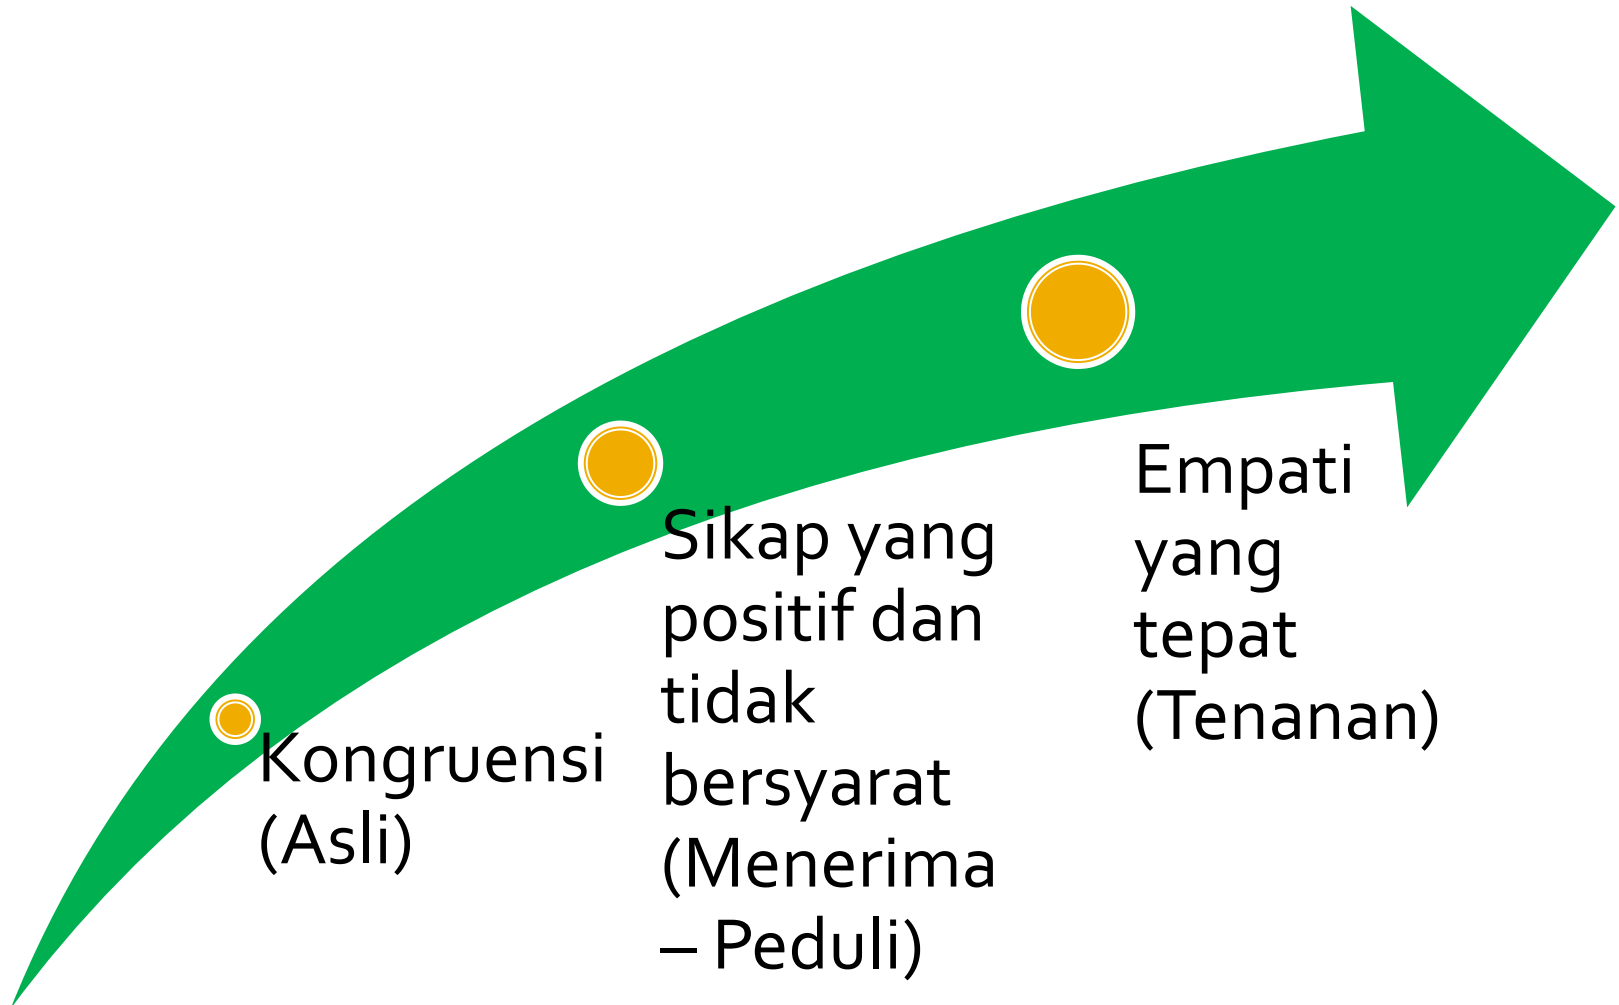 Kongruensi
(Asli)
Sikap yang
positif dan
tidak
bersyarat
(Menerima
– Peduli)
Empati
yang
tepat
(Tenanan)